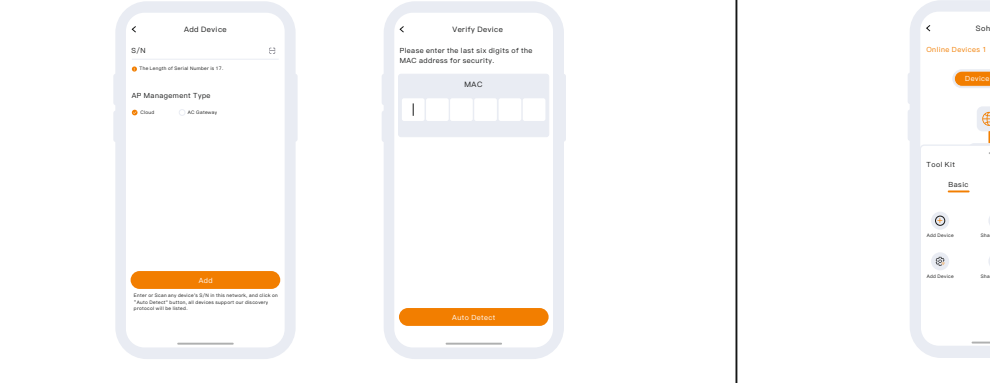 Add Device
S/N
The Length of Serial Number is 17.
AP Management Type
Cloud
AC Gateway
Add
Enter or Scan any device's S/N in this network, and click on
"Auto Detect" button, all devices support our discovery
protocol will be listed.
Verify Device
Please enter the last six digits of the
MAC address for security.
MAC
Auto Detect
Soh
Online Devices 1
Device
Tool Kit
Basic
Add Device
Sha
Add Device
Sha